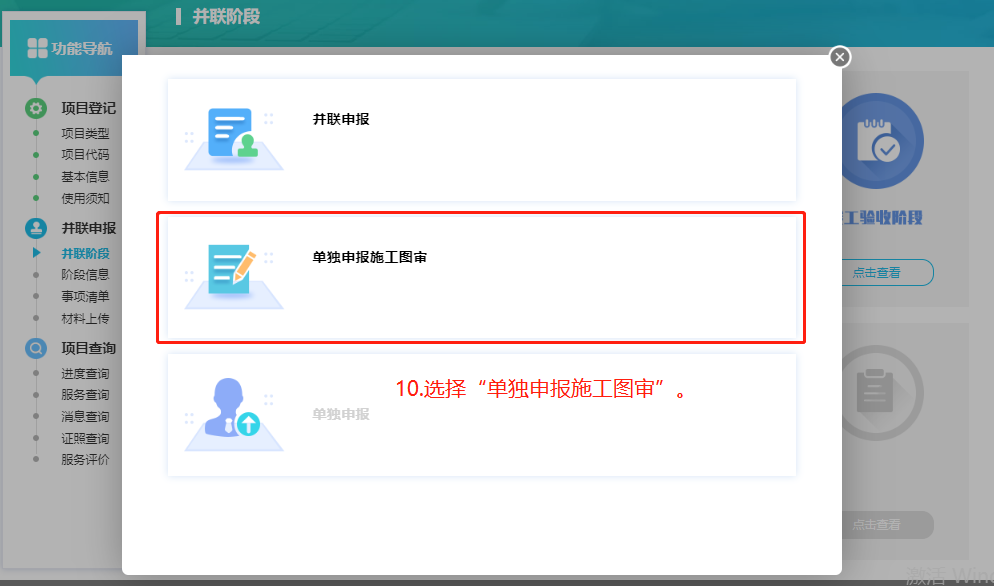 并联阶段
功能导航
项目登记
项目类型
项目代码
基本信息
使用须知
并联申报
并联阶段
阶段信息
事项清单
材料上传
项目查询
进度查询
服务查询
消息查询
证照查询
服务评价
并联申报
单独申报施工图审
10.选择“单独申报施工图审”。
单独申报
工验收阶段
点击查看
点击查看
激活 Wind